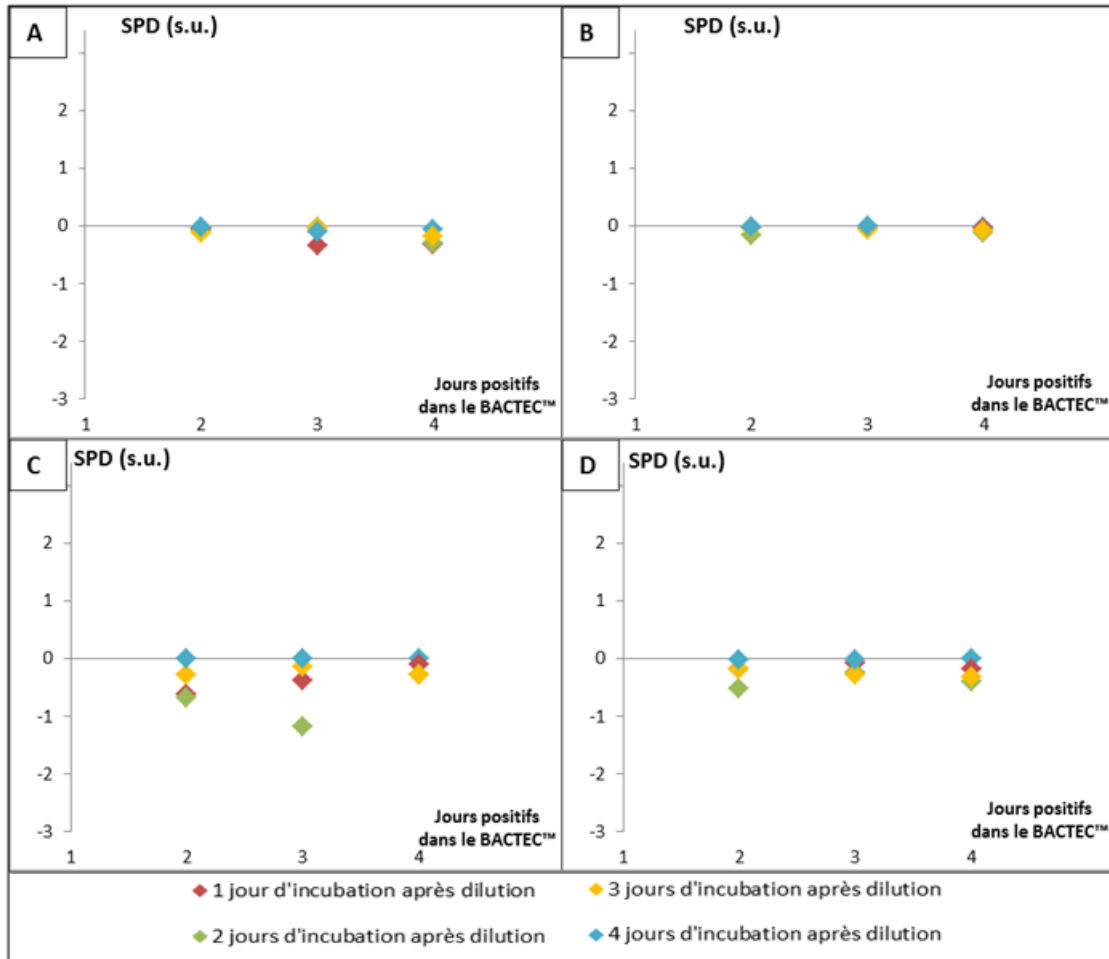 A
SPD (s.u.)
2
1
0
-1
-2
-3
Jours positifs
dans le BACTEC™
1 2 3 4
B
SPD (s.u.)
2
1
0
-1
-2
-3
Jours positifs
dans le BACTEC™
1 2 3 4
C
SPD (s.u.)
2
1
0
-1
-2
-3
Jours positifs
dans le BACTEC™
1 2 3 4
D
SPD (s.u.)
2
1
0
-1
-2
-3
Jours positifs
dans le BACTEC™
1 2 3 4
1 jour d'incubation après dilution
3 jours d'incubation après dilution
2 jours d'incubation après dilution
4 jours d'incubation après dilution